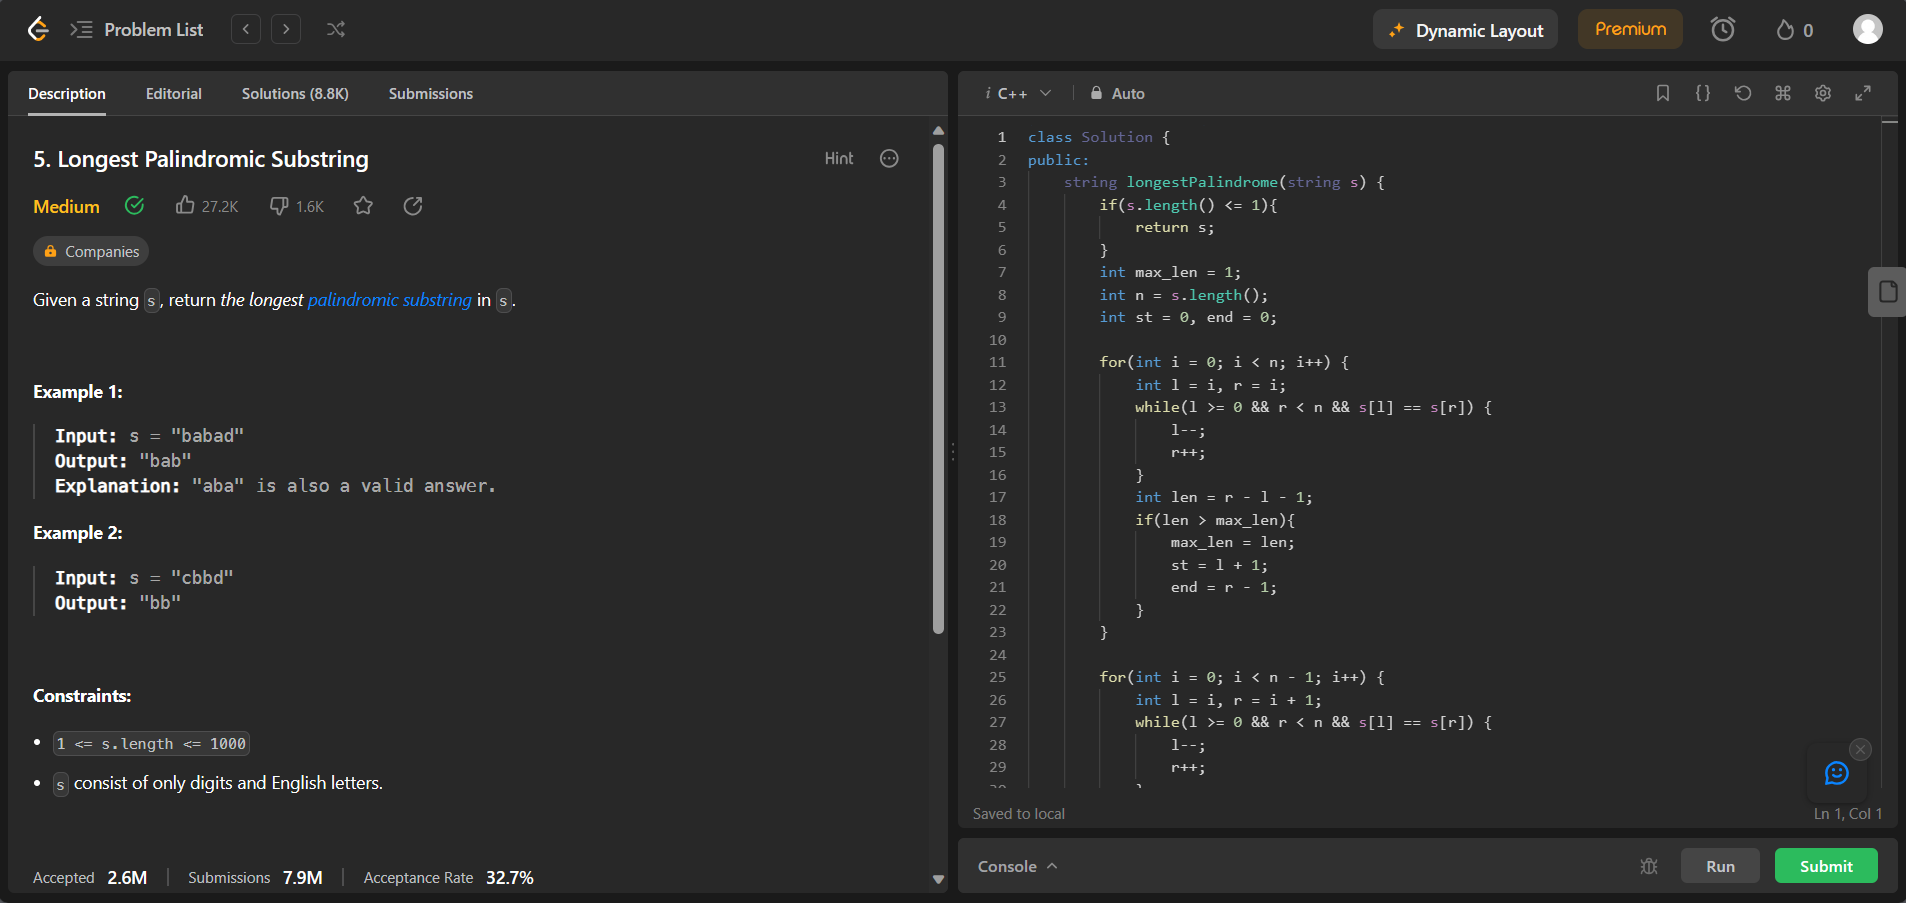 Problem List
Dynamic Layout
Premium
0
Description Editorial Solutions (8.8K) Submissions
5. Longest Palindromic Substring
Hint
Medium 27.2K 1.6K
Companies
Given a string s, return the longest palindromic substring in s.
Example 1:
Input: s = "babad"
Output: "bab"
Explanation: "aba" is also a valid answer.
Example 2:
Input: s = "cbbd"
Output: "bb"
Constraints:
• 1 <= s.length <= 1000
• s consist of only digits and English letters.
Accepted 2.6M Submissions 7.9M Acceptance Rate 32.7%
i C++ Auto
1 class Solution {
2 public:
3 string longestPalindrome(string s) {
4 if(s.length() <= 1){
5 return s;
6 }
7 int max_len = 1;
8 int n = s.length();
9 int st = 0, end = 0;
10
11 for(int i = 0; i < n; i++) {
12 int l = i, r = i;
13 while(l >= 0 && r < n && s[l] == s[r]) {
14 l--;
15 r++;
16 }
17 int len = r - l - 1;
18 if(len > max_len){
19 max_len = len;
20 st = l + 1;
21 end = r - 1;
22 }
23 }
24
25 for(int i = 0; i < n - 1; i++) {
26 int l = i, r = i + 1;
27 while(l >= 0 && r < n && s[l] == s[r]) {
28 l--;
29 r++;
Saved to local
Ln 1, Col 1
Console
Run
Submit